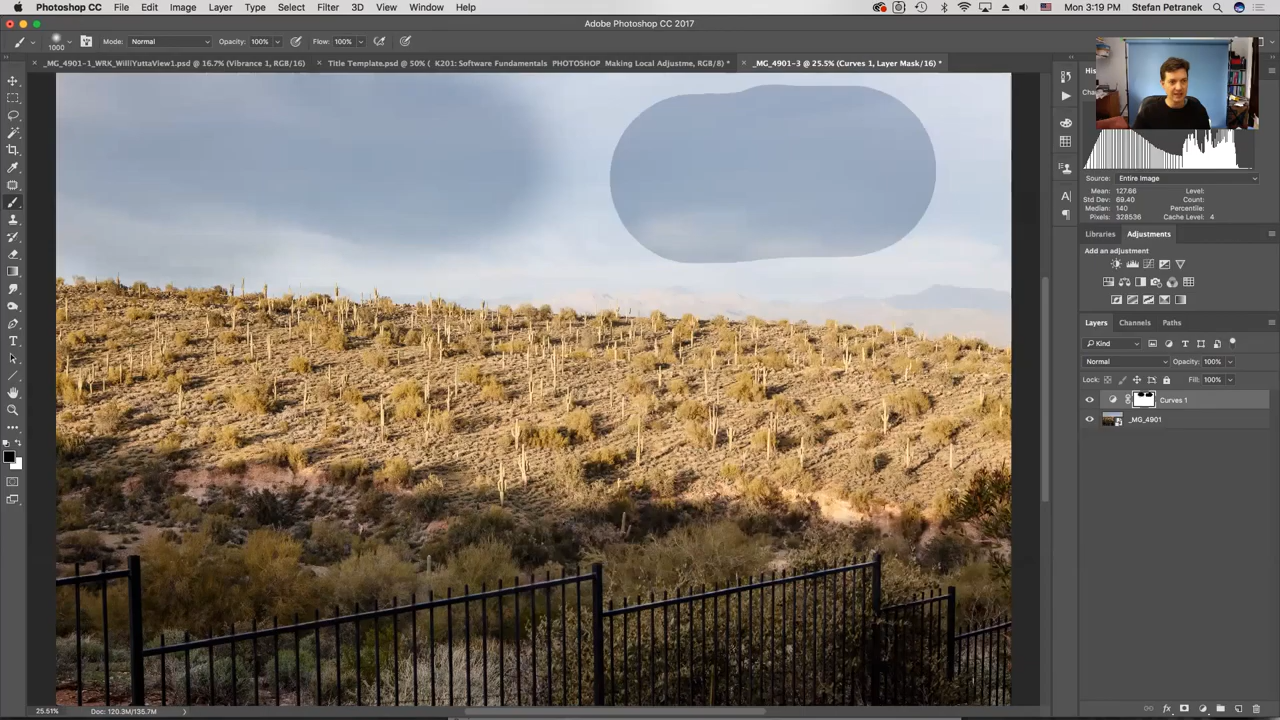 Photoshop CC File Edit Image Layer Type Select Filter 3D View Window Help Mon 3:19 PM Stefan Petranek
Adobe Photoshop CC 2017
1000 Mode: Normal Opacity: 100% Flow: 100%
_MG_4901-1_WRK_WilliYuttaView1.psd @ 16.7% (Vibrance 1, RGB/16) Title Template.psd @ 50% ( K201: Software Fundamentals PHOTOSHOP Making Local Adjustme, RGB/8) * _MG_4901-3 @ 25.5% (Curves 1, Layer Mask/16) *
Source: Entire Image
Mean: 127.66 Level:
Std Dev: 69.40 Count:
Median: 140 Percentile:
Pixels: 328536 Cache Level: 4
Libraries Adjustments
Add an adjustment
Layers Channels Paths
Kind
Normal Opacity: 100%
Lock: Fill: 100%
Curves 1
_MG_4901
25.51% Doc: 120.3M/135.7M